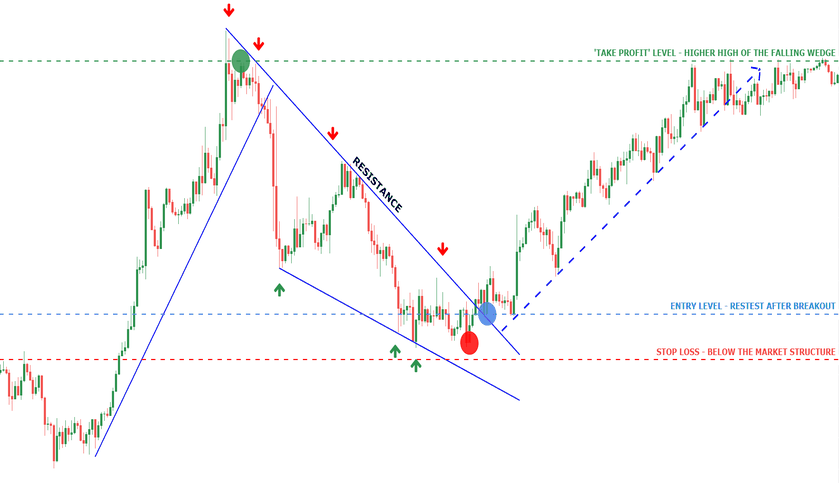 'TAKE PROFIT' LEVEL - HIGHER HIGH OF THE FALLING WEDGE
RESISTANCE
ENTRY LEVEL - RESTEST AFTER BREAKOUT
STOP LOSS - BELOW THE MARKET STRUCTURE